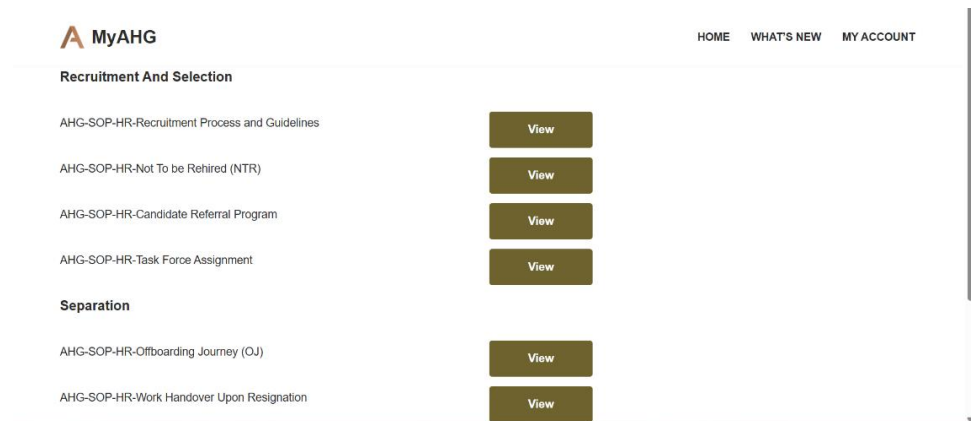 MyAHG
HOME WHAT'S NEW MY ACCOUNT
Recruitment And Selection
AHG-SOP-HR-Recruitment Process and Guidelines
View
AHG-SOP-HR-Not To be Rehired (NTR)
View
AHG-SOP-HR-Candidate Referral Program
View
AHG-SOP-HR-Task Force Assignment
View
Separation
AHG-SOP-HR-Offboarding Journey (OJ)
View
AHG-SOP-HR-Work Handover Upon Resignation
View